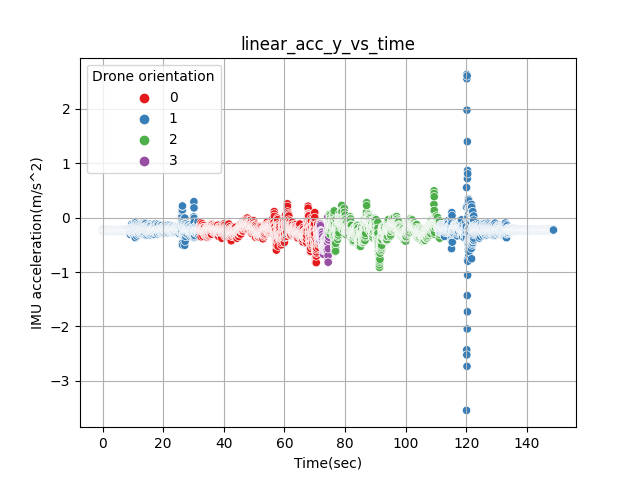 linear_acc_y_vs_time
Drone orientation
0
1
2
3
IMU acceleration(m/s^2)
2
1
0
−1
−2
−3
0 20 40 60 80 100 120 140
Time(sec)